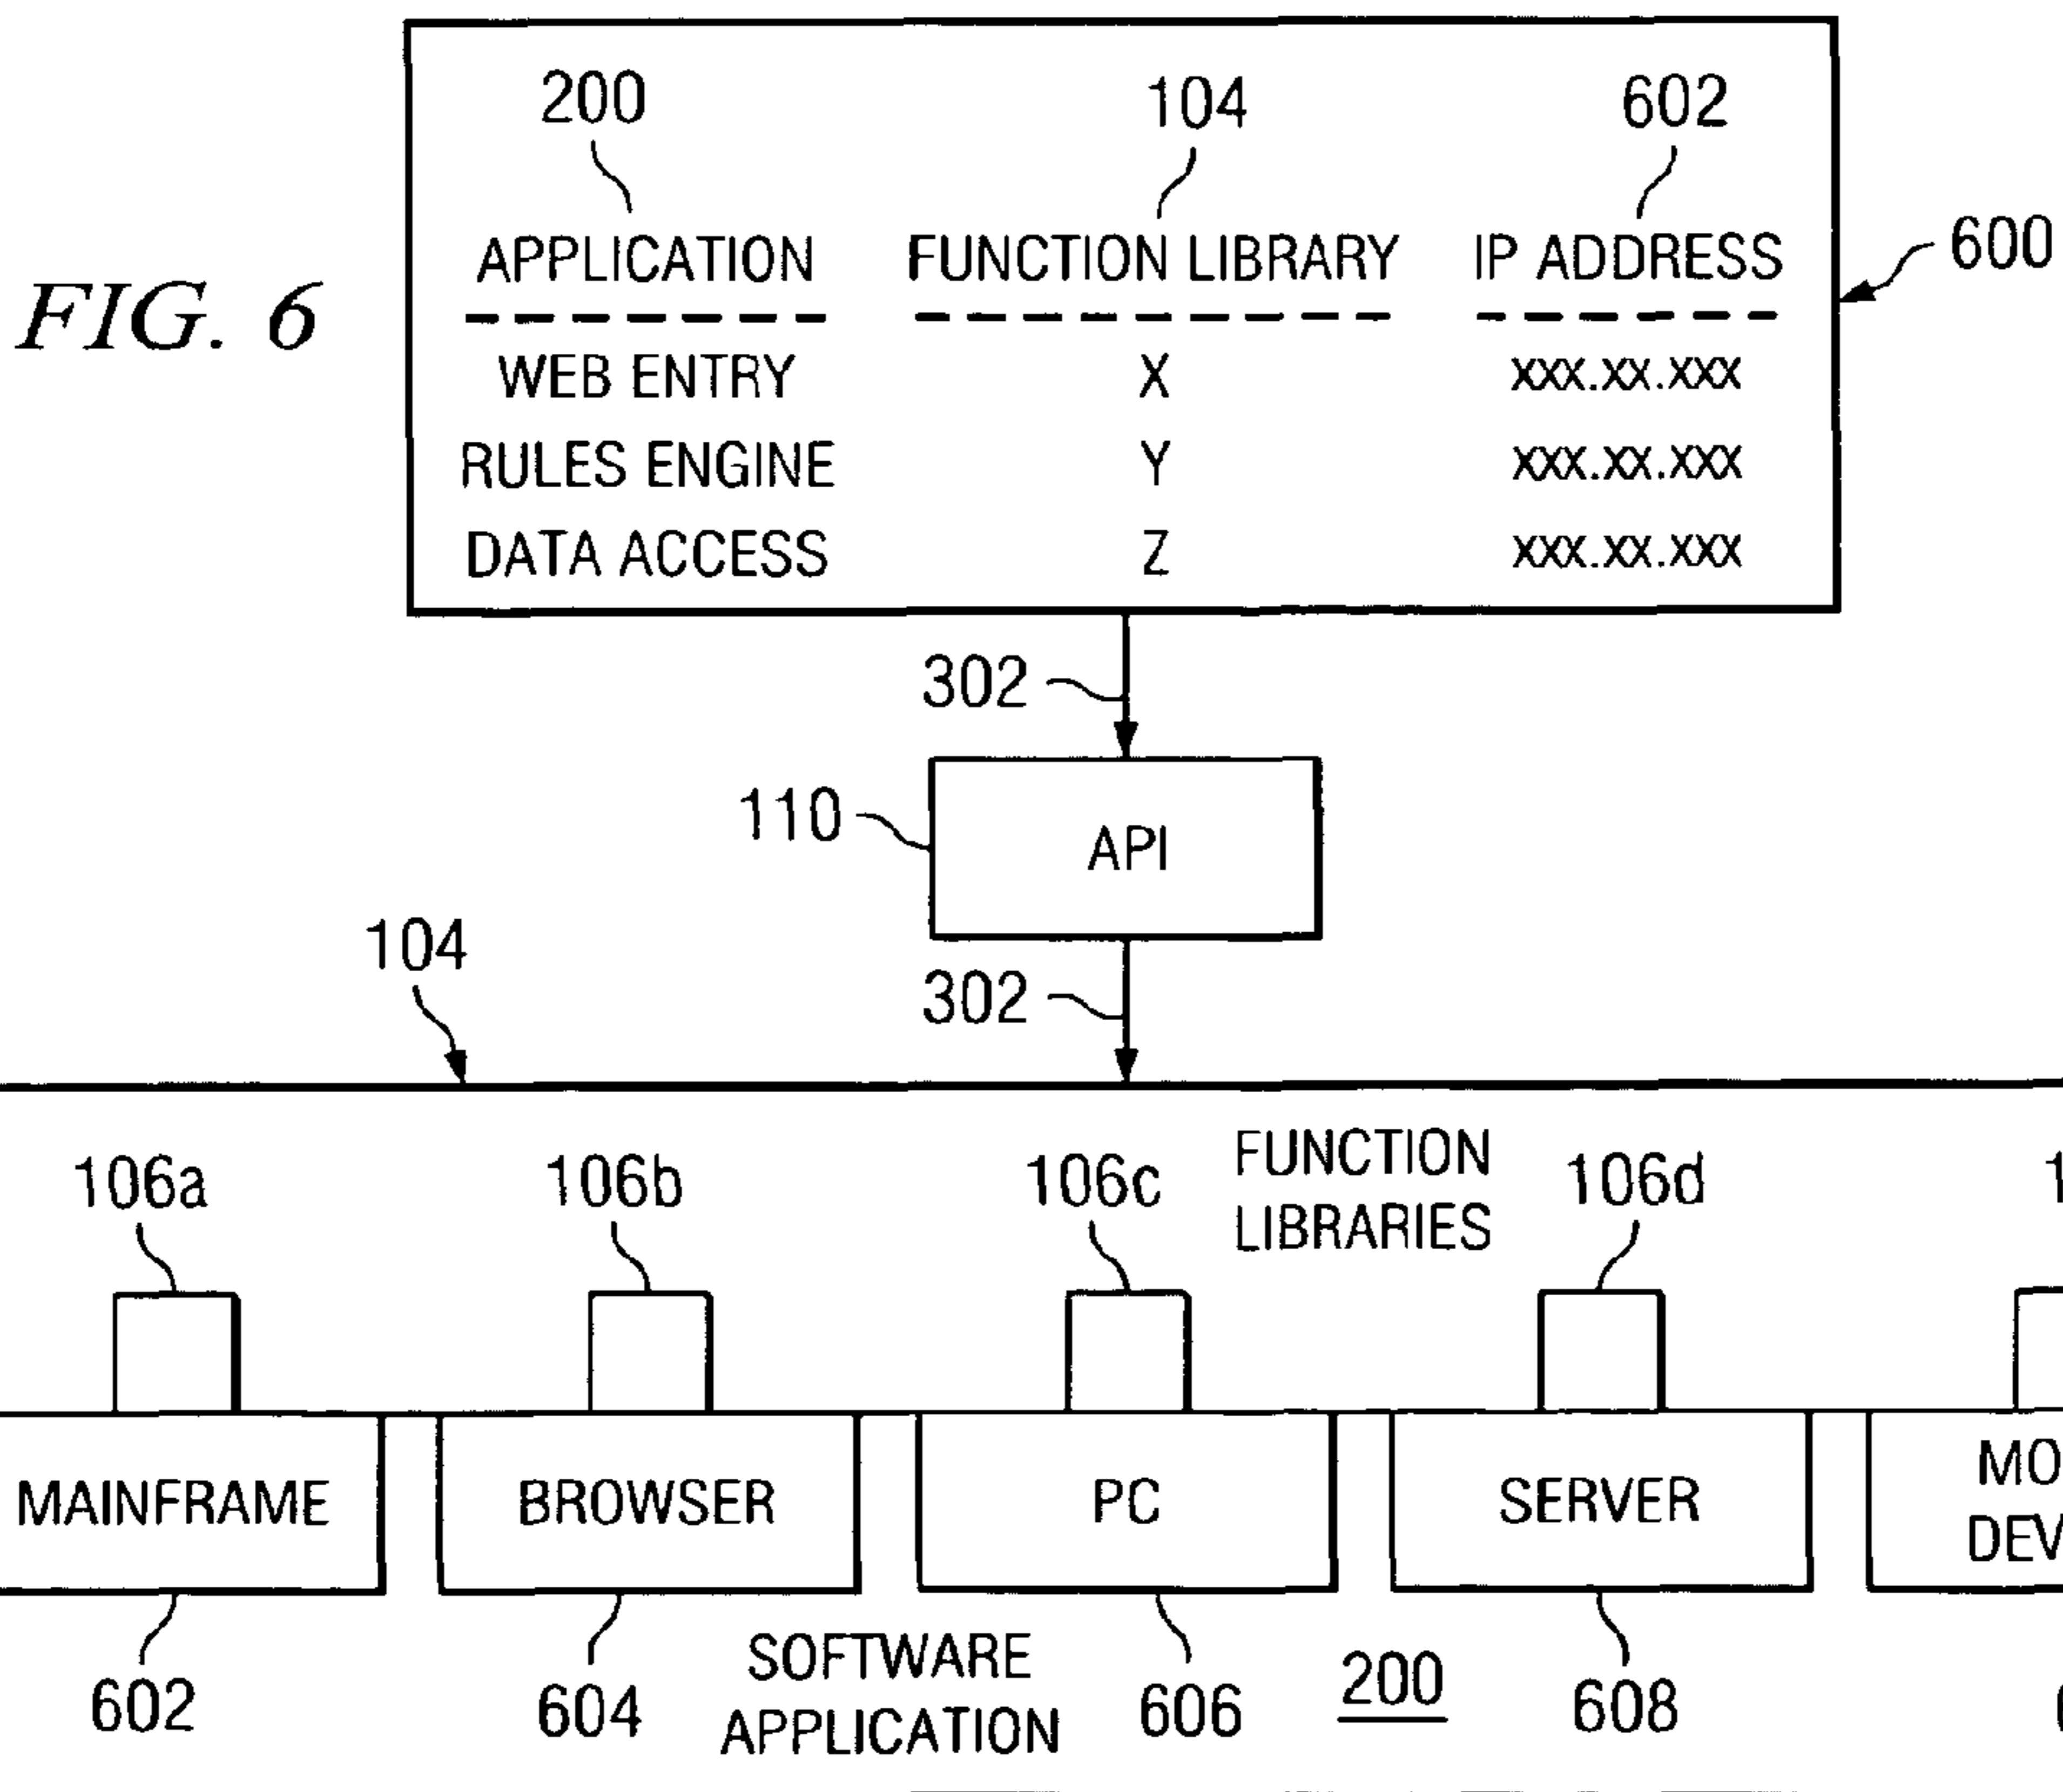 200 104 602
APPLICATION FUNCTION LIBRARY IP ADDRESS
600
FIG. 6
WEB ENTRY X XXX.XX.XXX
RULES ENGINE Y XXX.XX.XXX
DATA ACCESS Z XXX.XX.XXX
302
110
API
104
302
FUNCTION
LIBRARIES
106a 106b 106c 106d
MAINFRAME BROWSER PC SERVER
602 604 606 608
SOFTWARE
APPLICATION
200